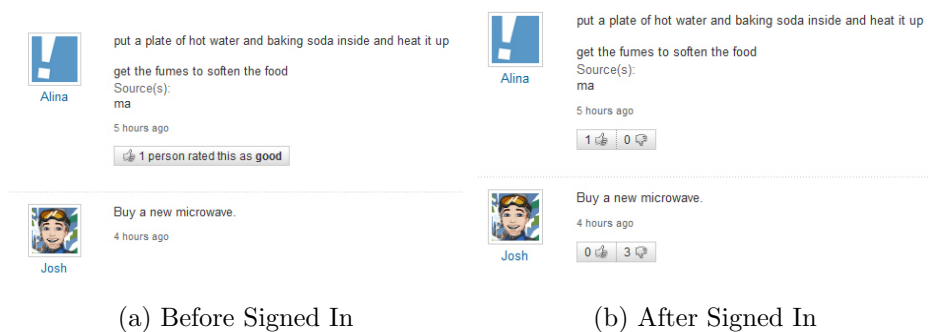 put a plate of hot water and baking soda inside and heat it up
get the fumes to soften the food
Source(s):
ma
Alina
5 hours ago
1 person rated this as good
Buy a new microwave.
4 hours ago
Josh
(a) Before Signed In
put a plate of hot water and baking soda inside and heat it up
get the fumes to soften the food
Source(s):
ma
Alina
5 hours ago
1 0
Buy a new microwave.
4 hours ago
0 3
Josh
(b) After Signed In